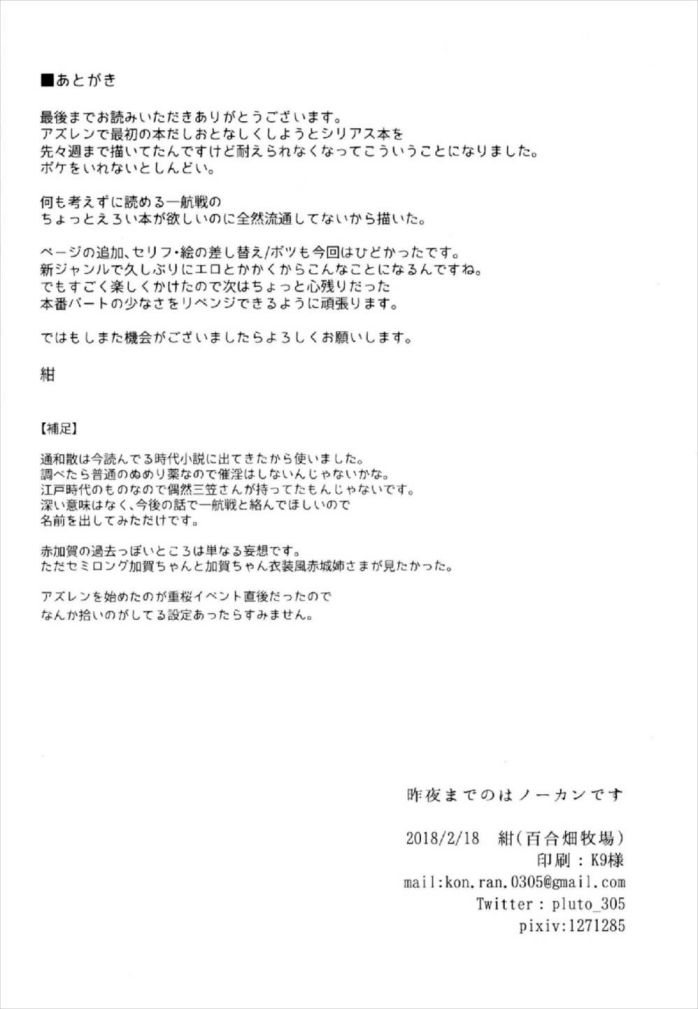 ■あとがき
最後までお読みいただきありがとうございます。
アズレンで最初の本だしおとなしくしようとシリアス本を
先々週まで描いてたんですけど耐えられなくなってこういうことになりました。
ボケをいれないとしんどい。
何も考えずに読める一航戦の
ちょっとえろい本が欲しいのに全然流通してないから描いた。
ページの追加、セリフ・絵の差し替え/ボツも今回はひどかったです。
新ジャンルで久しぶりにエロとかかくからこんなことになるんですね。
でもすごく楽しくかけたので次はちょっと心残りだった
本番パートの少なさをリベンジできるように頑張ります。
ではもしまた機会がございましたらよろしくお願いします。
紺
【補足】
通和散は今読んでる時代小説に出てきたから使いました。
調べたら普通のぬめり薬なので催淫はしないんじゃないかな。
江戸時代のものなので偶然三笠さんが持ってたもんじゃないです。
深い意味はなく、今後の話で一航戦と絡んでほしいので
名前を出してみただけです。
赤加賀の過去っぽいところは単なる妄想です。
ただセミロング加賀ちゃんと加賀ちゃん衣装風赤城姉さまが見たかった。
アズレンを始めたのが重桜イベント直後だったので
なんか拾いのがしてる設定あったらすみません。
昨夜までのはノーカンです
2018/2/18 紺(百合畑牧場)
印刷：K9様
mail:kon.ran.0305@gmail.com
Twitter：pluto_305
pixiv:1271285